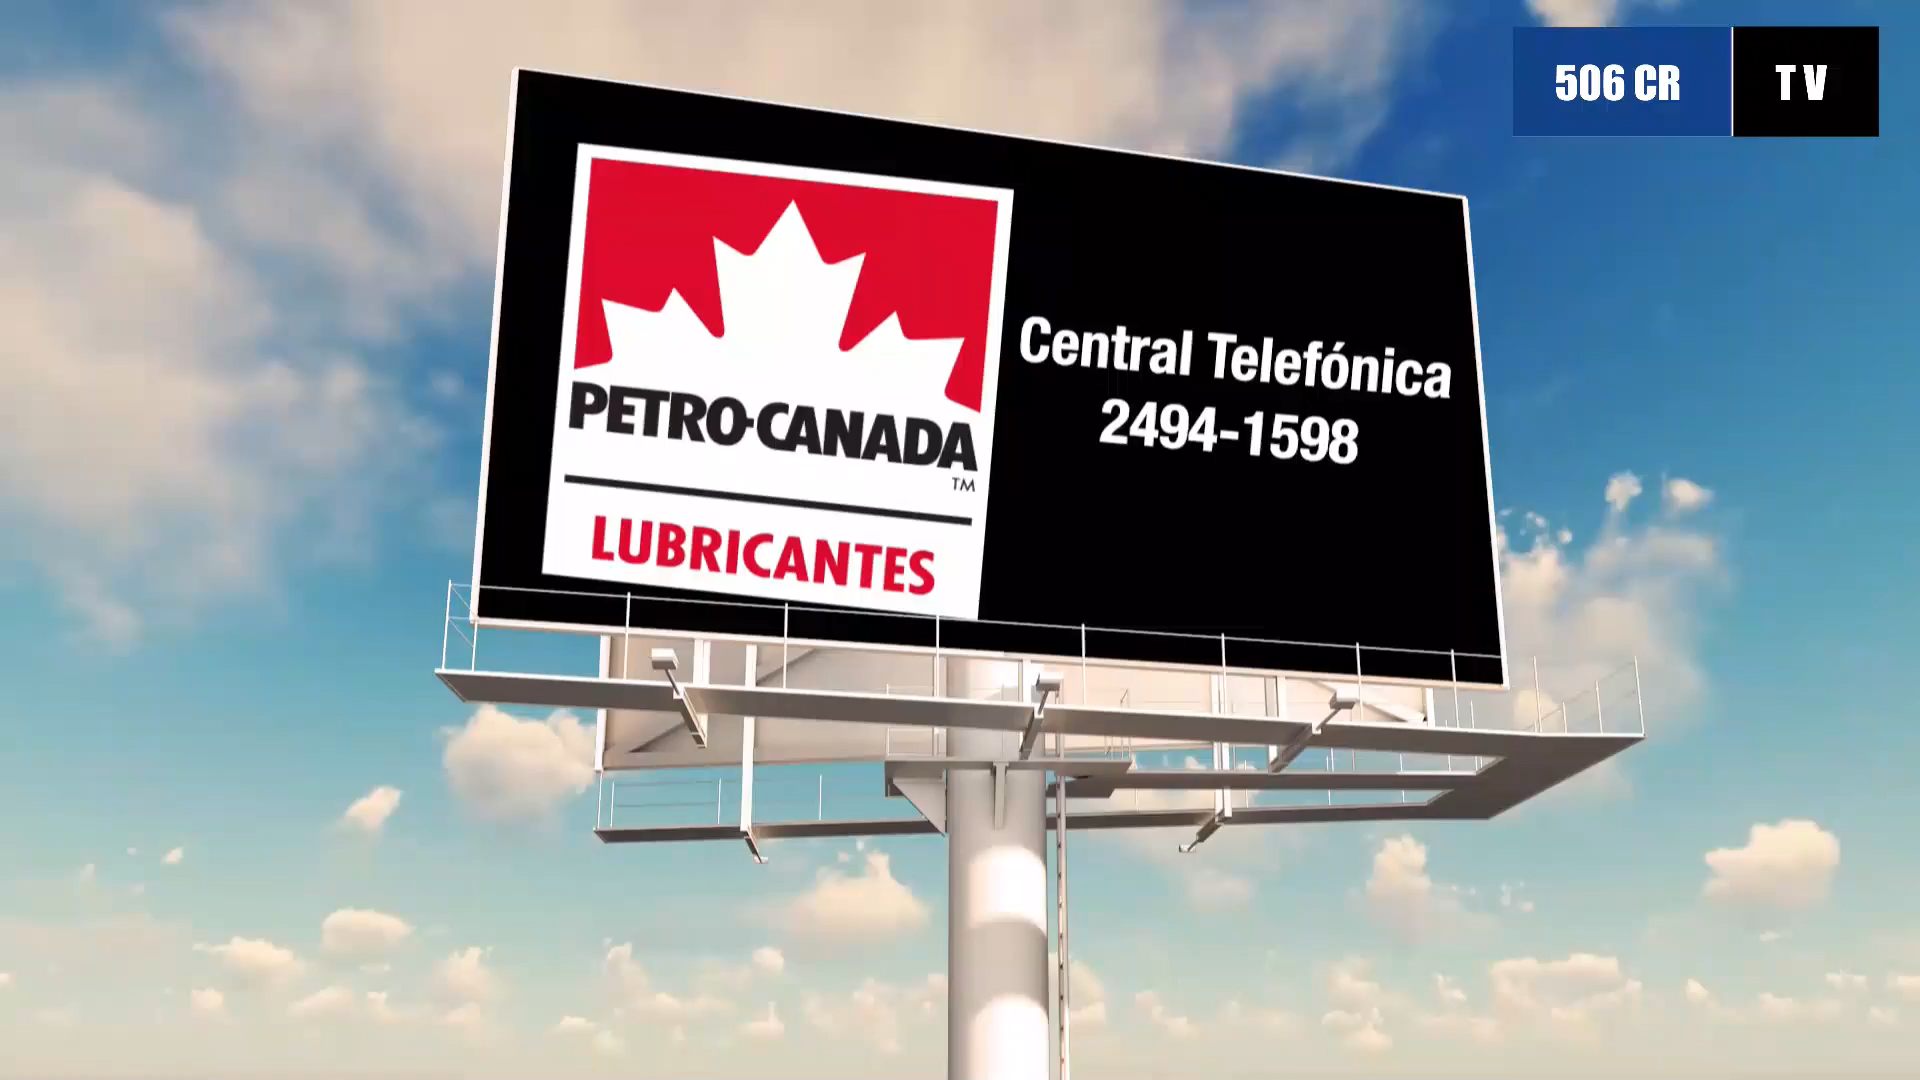 506 CR TV
PETRO-CANADA
TM
LUBRICANTES
Central Telefónica
2494-1598